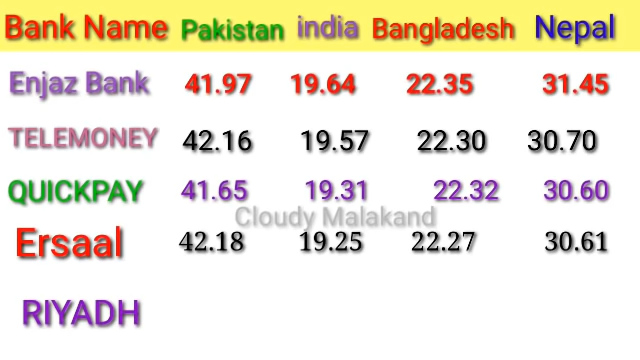 Bank Name Pakistan india Bangladesh Nepal
Enjaz Bank 41.97 19.64 22.35 31.45
TELEMONEY 42.16 19.57 22.30 30.70
QUICKPAY 41.65 19.31 22.32 30.60
Cloudy Malakand
Ersaal 42.18 19.25 22.27 30.61
RIYADH